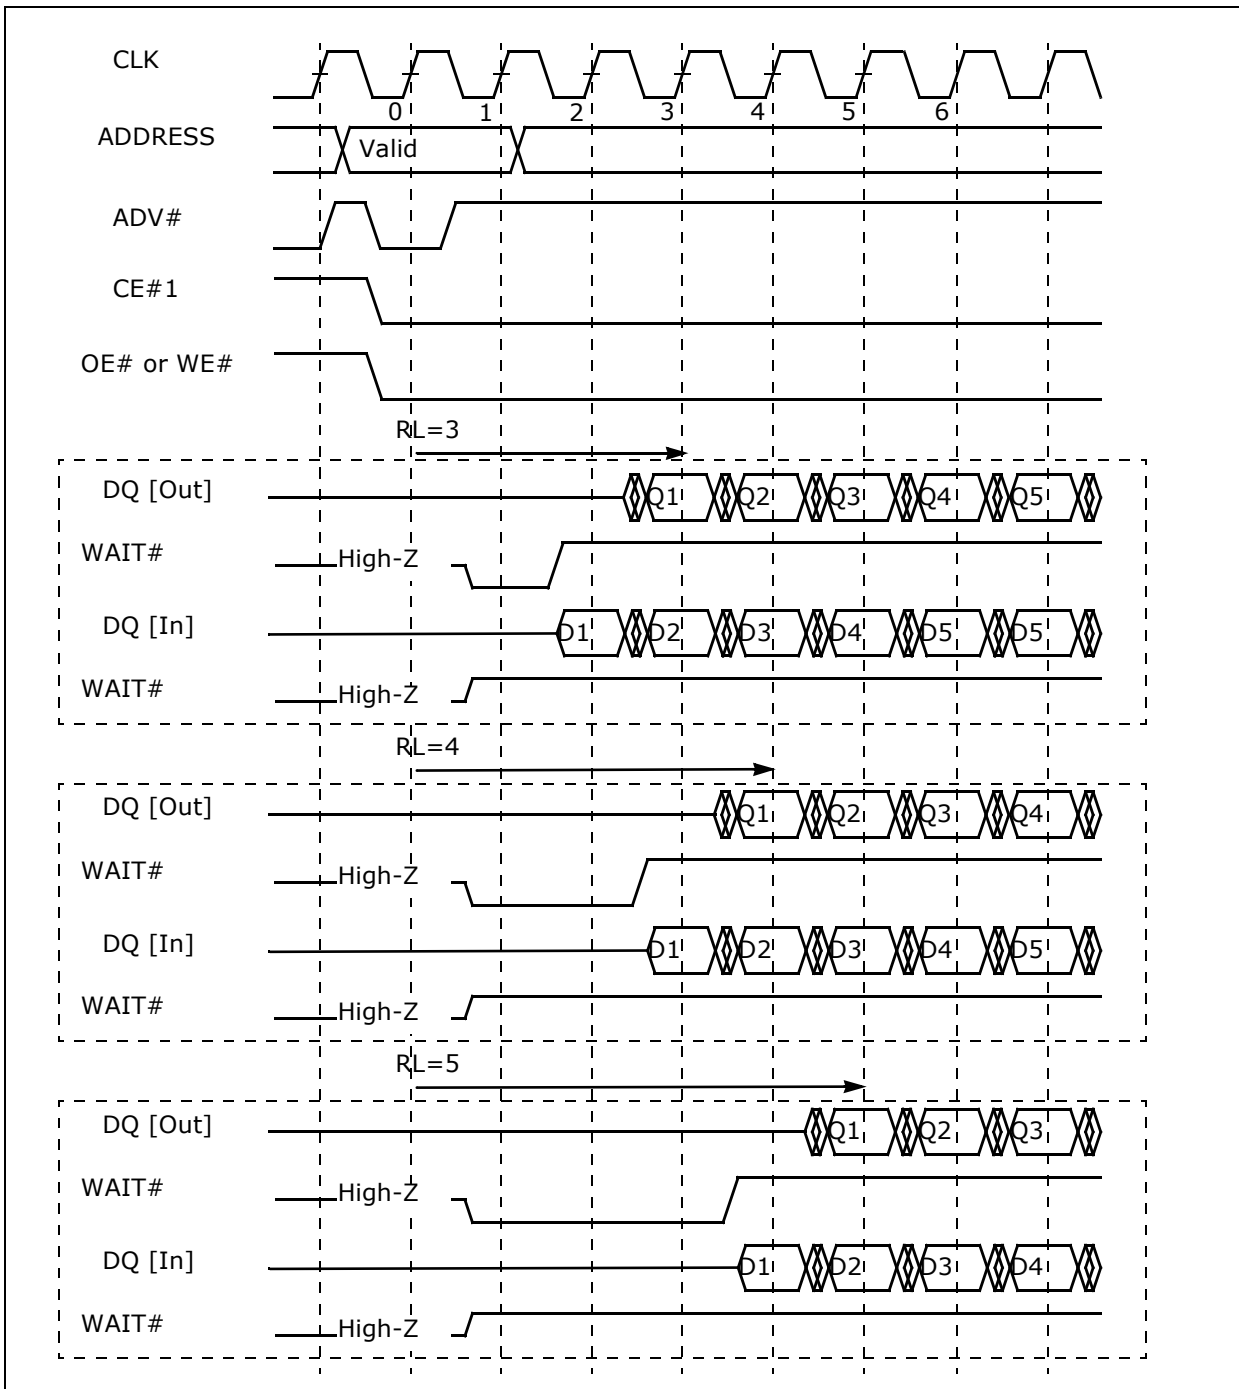 CLK
0 1 2 3 4 5 6
ADDRESS Valid
ADV#
CE#1
OE# or WE#
RL=3
DQ [Out] Q1 Q2 Q3 Q4 Q5
WAIT# High-Z
DQ [In] D1 D2 D3 D4 D5 D5
WAIT# High-Z
RL=4
DQ [Out] Q1 Q2 Q3 Q4
WAIT# High-Z
DQ [In] D1 D2 D3 D4 D5
WAIT# High-Z
RL=5
DQ [Out] Q1 Q2 Q3
WAIT# High-Z
DQ [In] D1 D2 D3 D4
WAIT# High-Z